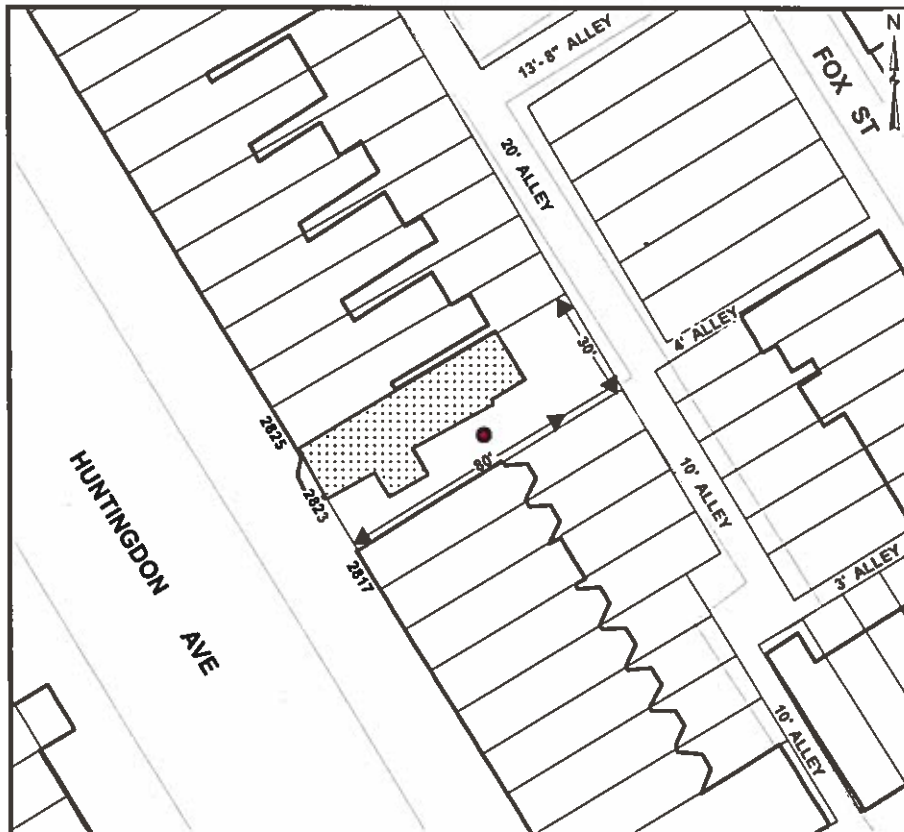 N
13'-8" ALLEY
FOX ST
20' ALLEY
4' ALLEY
30'
2825
80'
2823
10' ALLEY
HUNTINGDON AVE
2817
3' ALLEY
10' ALLEY